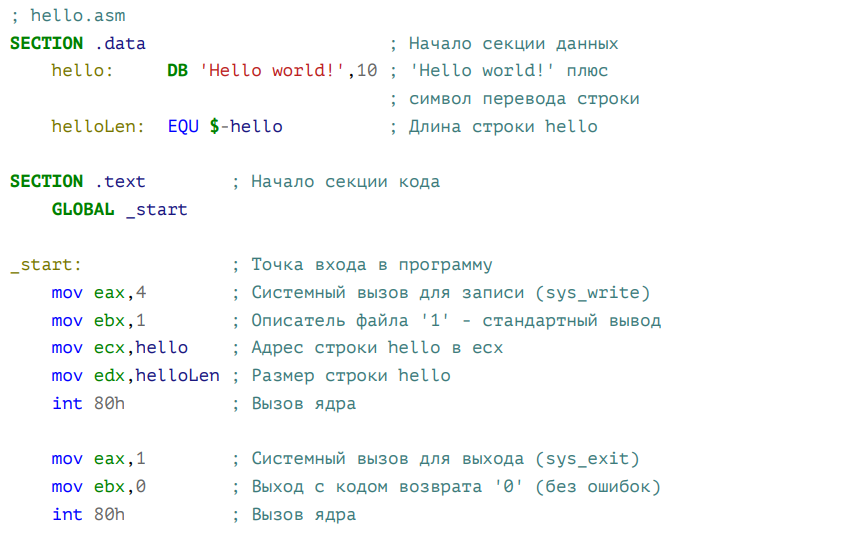 ; hello.asm
SECTION .data                       ; Начало секции данных
    hello:     DB 'Hello world!',10 ; 'Hello world!' плюс
                                    ; символ перевода строки
    helloLen:  EQU $-hello          ; Длина строки hello

SECTION .text        ; Начало секции кода
    GLOBAL _start

_start:              ; Точка входа в программу
    mov eax,4        ; Системный вызов для записи (sys_write)
    mov ebx,1        ; Описатель файла '1' - стандартный вывод
    mov ecx,hello    ; Адрес строки hello в ecx
    mov edx,helloLen ; Размер строки hello
    int 80h          ; Вызов ядра

    mov eax,1        ; Системный вызов для выхода (sys_exit)
    mov ebx,0        ; Выход с кодом возврата '0' (без ошибок)
    int 80h          ; Вызов ядра